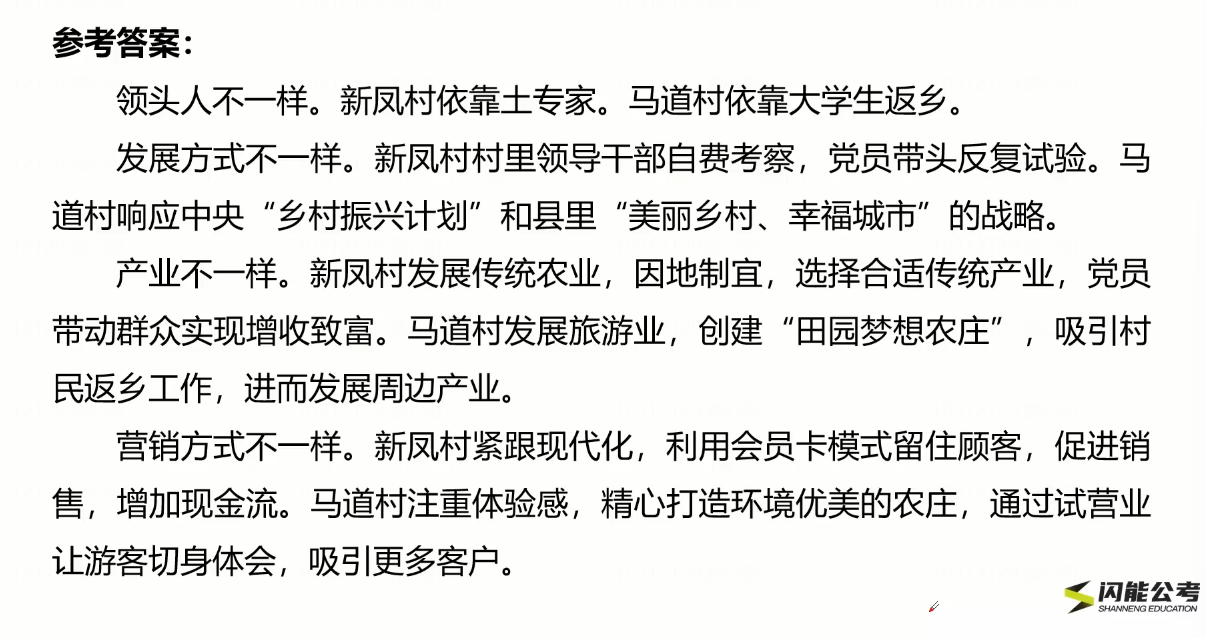 参考答案：
领头人不一样。新凤村依靠土专家。马道村依靠大学生返乡。
发展方式不一样。新凤村村里领导干部自费考察，党员带头反复试验。马
道村响应中央“乡村振兴计划”和县里“美丽乡村、幸福城市”的战略。
产业不一样。新凤村发展传统农业，因地制宜，选择合适传统产业，党员
带动群众实现增收致富。马道村发展旅游业，创建“田园梦想农庄”，吸引村
民返乡工作，进而发展周边产业。
营销方式不一样。新凤村紧跟现代化，利用会员卡模式留住顾客，促进销
售，增加现金流。马道村注重体验感，精心打造环境优美的农庄，通过试营业
让游客切身体会，吸引更多客户。
闪能公考
SHANNENG EDUCATION